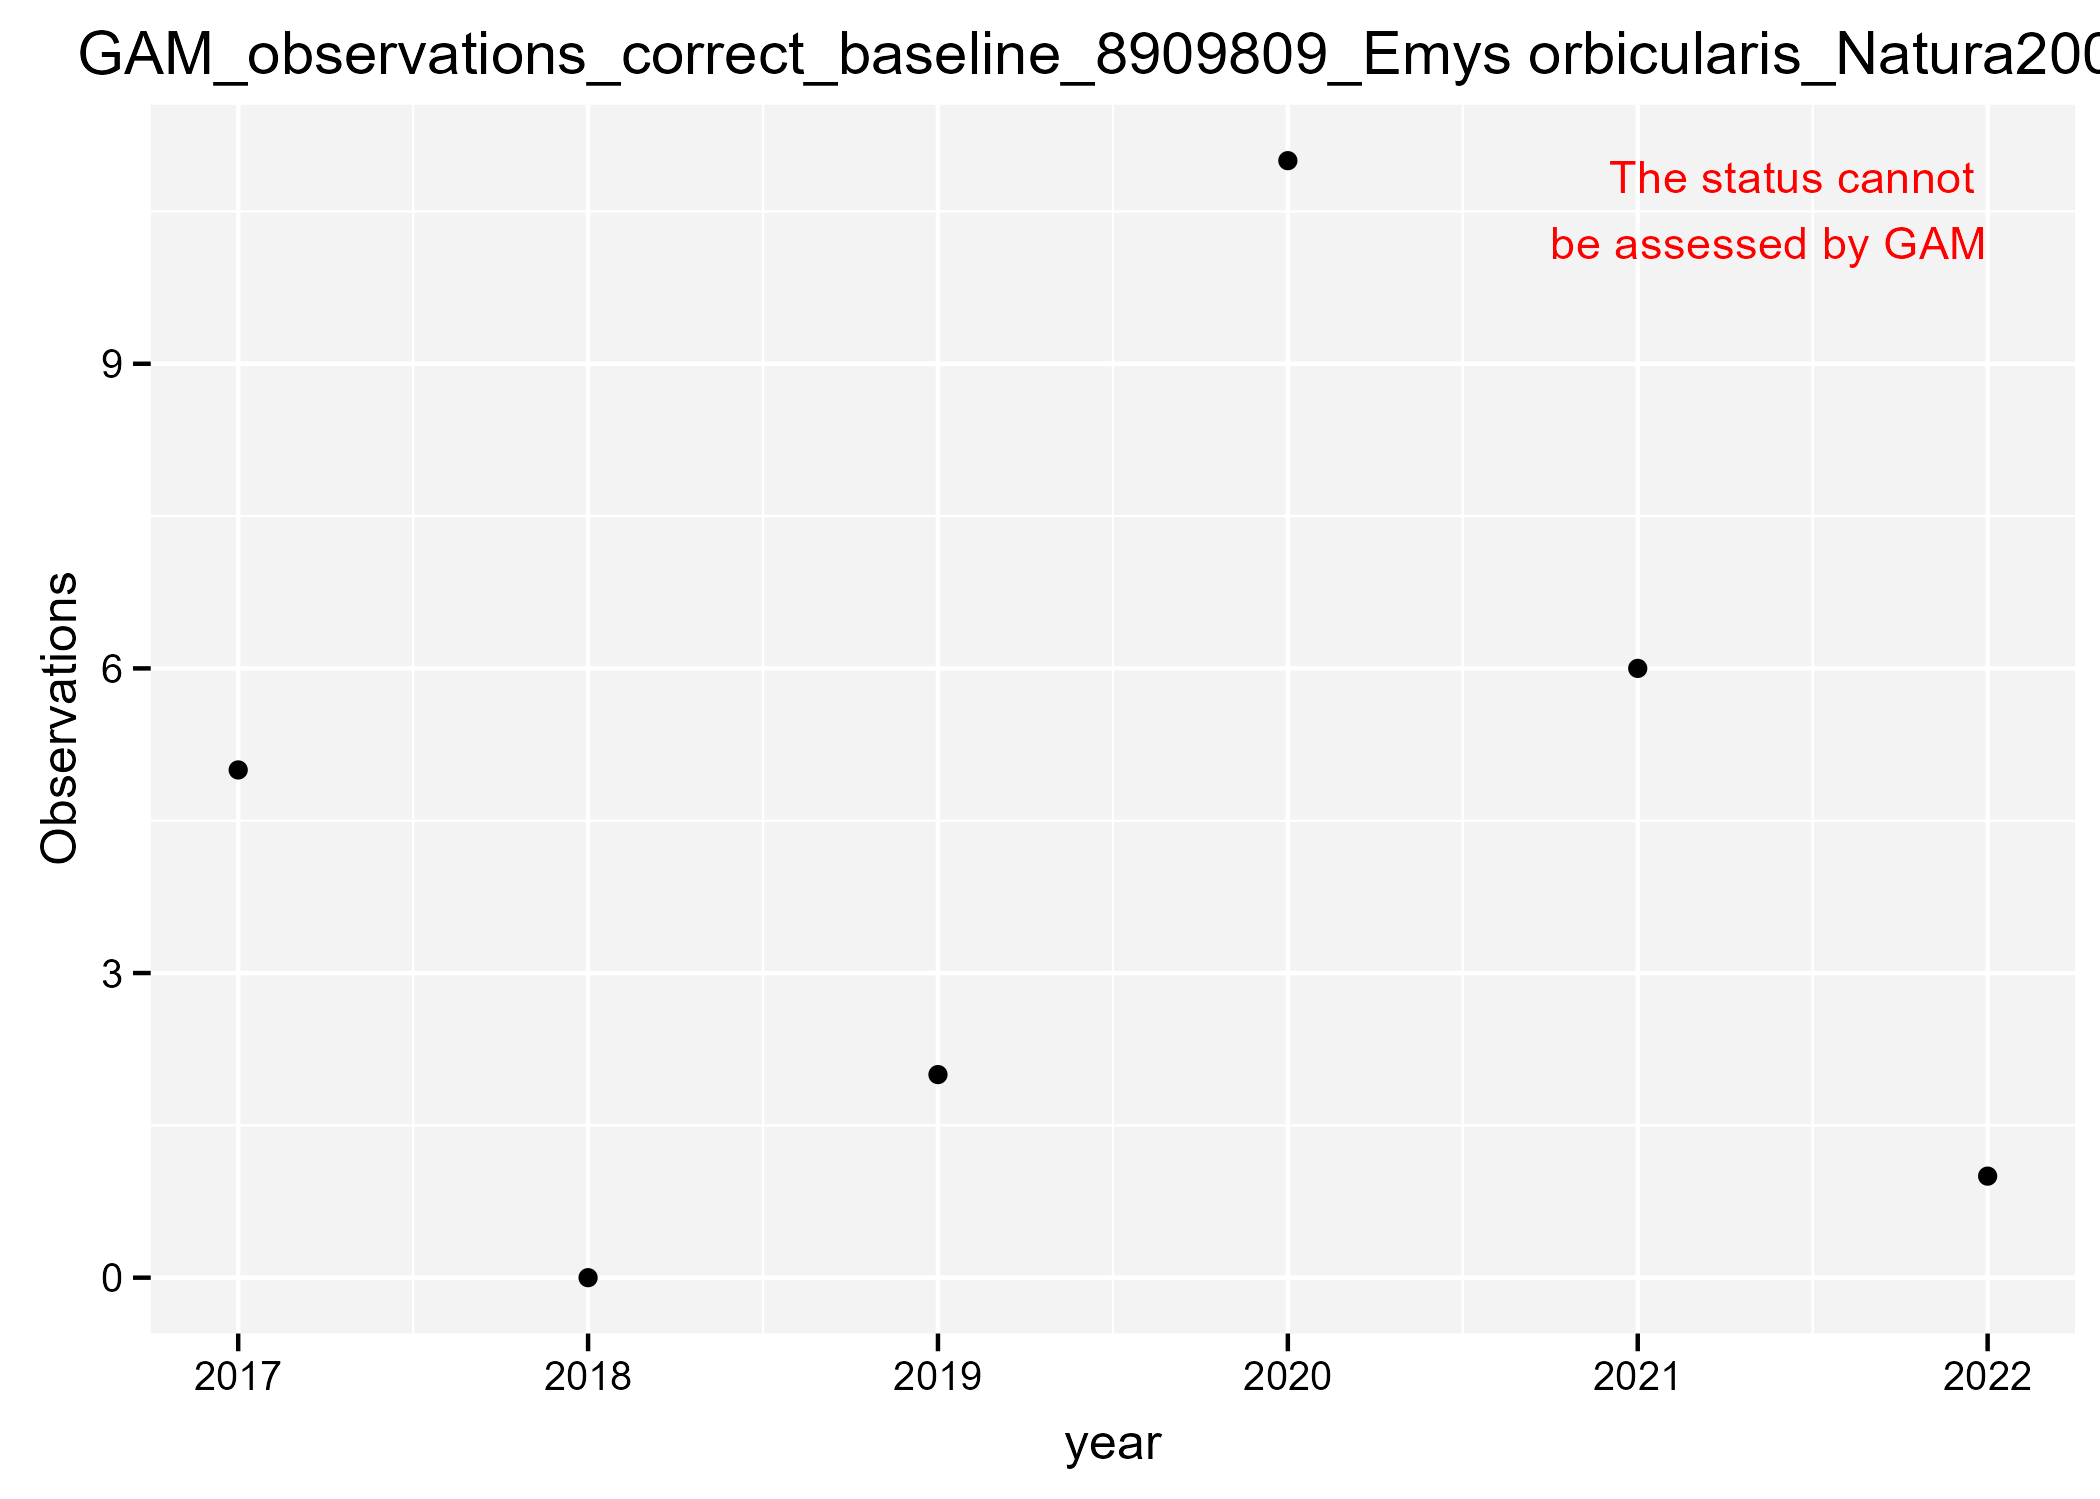 GAM_observations_correct_baseline_8909809_Emys orbicularis_Natura200
The status cannot
be assessed by GAM
9
6
3
0
Observations
2017 2018 2019 2020 2021 2022
year